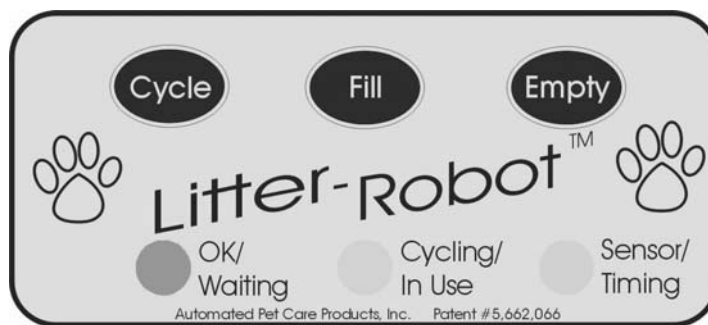 Cycle Fill Empty
Litter-Robot™
OK/ Cycling/ Sensor/
Waiting In Use Timing
Automated Pet Care Products, Inc. Patent #5,662,066